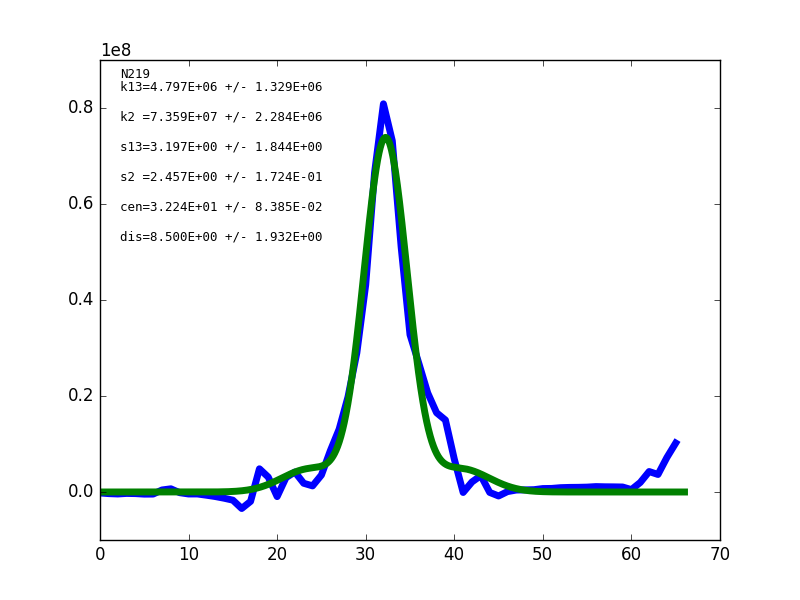 1e8
N219
k13=4.797E+06 +/- 1.329E+06
k2 =7.359E+07 +/- 2.284E+06
s13=3.197E+00 +/- 1.844E+00
s2 =2.457E+00 +/- 1.724E-01
cen=3.224E+01 +/- 8.385E-02
dis=8.500E+00 +/- 1.932E+00
0.8
0.6
0.4
0.2
0.0
0 10 20 30 40 50 60 70